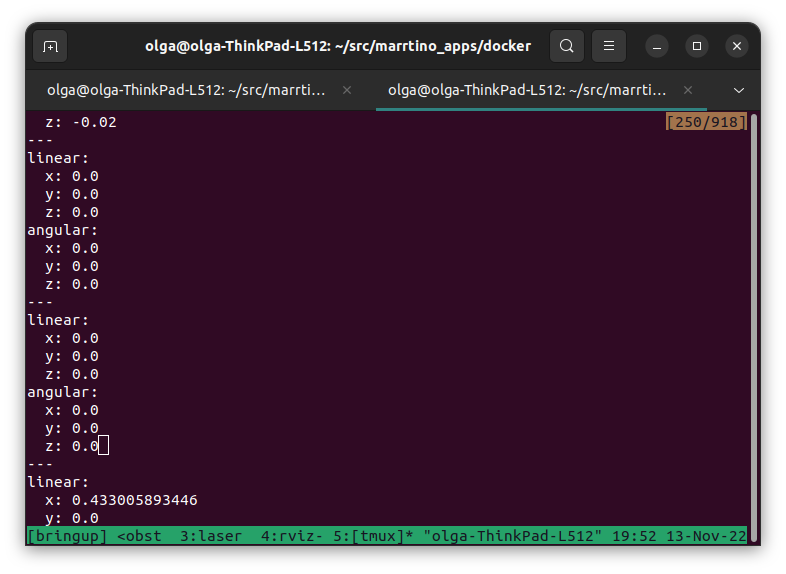 olga@olga-ThinkPad-L512: ~/src/marrtino_apps/docker
olga@olga-ThinkPad-L512: ~/src/marrti... olga@olga-ThinkPad-L512: ~/src/marrtino...
  z: -0.02 [250/918]
---
linear:
  x: 0.0
  y: 0.0
  z: 0.0
angular:
  x: 0.0
  y: 0.0
  z: 0.0
---
linear:
  x: 0.0
  y: 0.0
  z: 0.0
angular:
  x: 0.0
  y: 0.0
  z: 0.0
---
linear:
  x: 0.433005893446
  y: 0.0
[bringup] <obst  3:laser  4:rviz- 5:[tmux]* "olga-ThinkPad-L512" 19:52 13-Nov-22